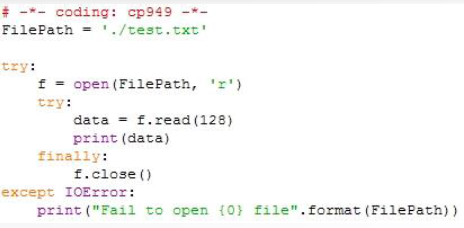 # -*- coding: cp949 -*-
FilePath = './test.txt'

try:
    f = open(FilePath, 'r')
    try:
        data = f.read(128)
        print(data)
    finally:
        f.close()
except IOError:
    print("Fail to open {0} file".format(FilePath))